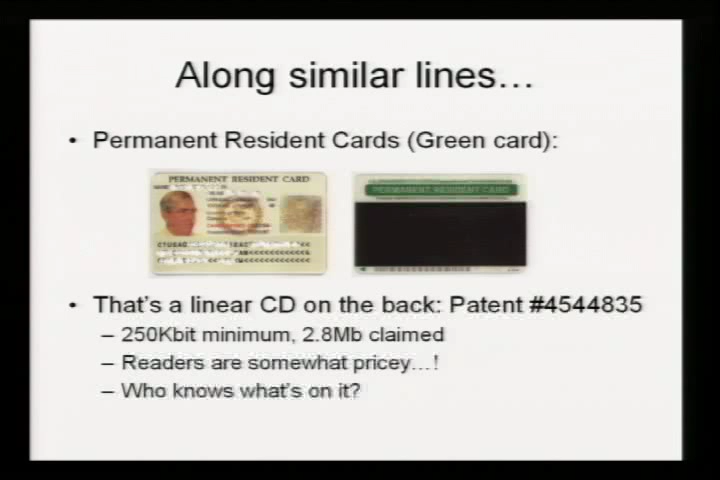 Along similar lines…
• Permanent Resident Cards (Green card):
PERMANENT RESIDENT CARD
PERMANENT RESIDENT CARD
• That's a linear CD on the back: Patent #4544835
– 250Kbit minimum, 2.8Mb claimed
– Readers are somewhat pricey…!
– Who knows what's on it?